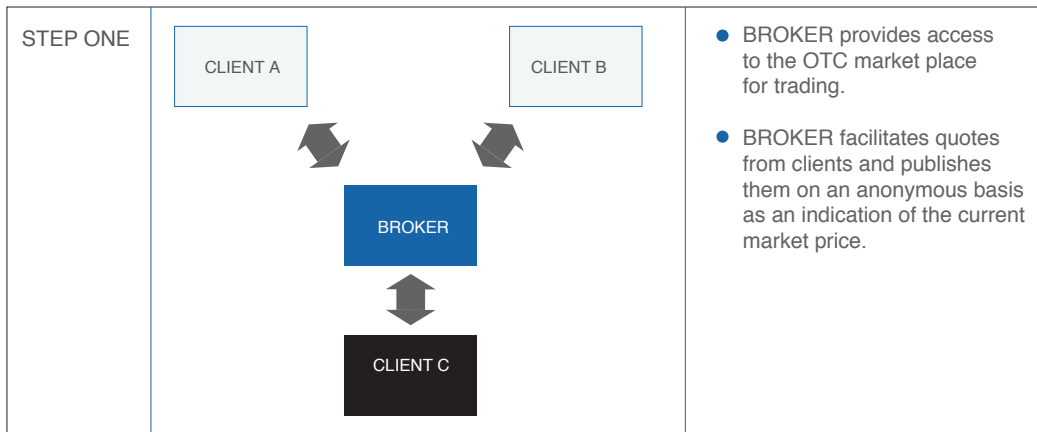 STEP ONE
CLIENT A
CLIENT B
BROKER
CLIENT C
BROKER provides access
to the OTC market place
for trading.
BROKER facilitates quotes
from clients and publishes
them on an anonymous basis
as an indication of the current
market price.